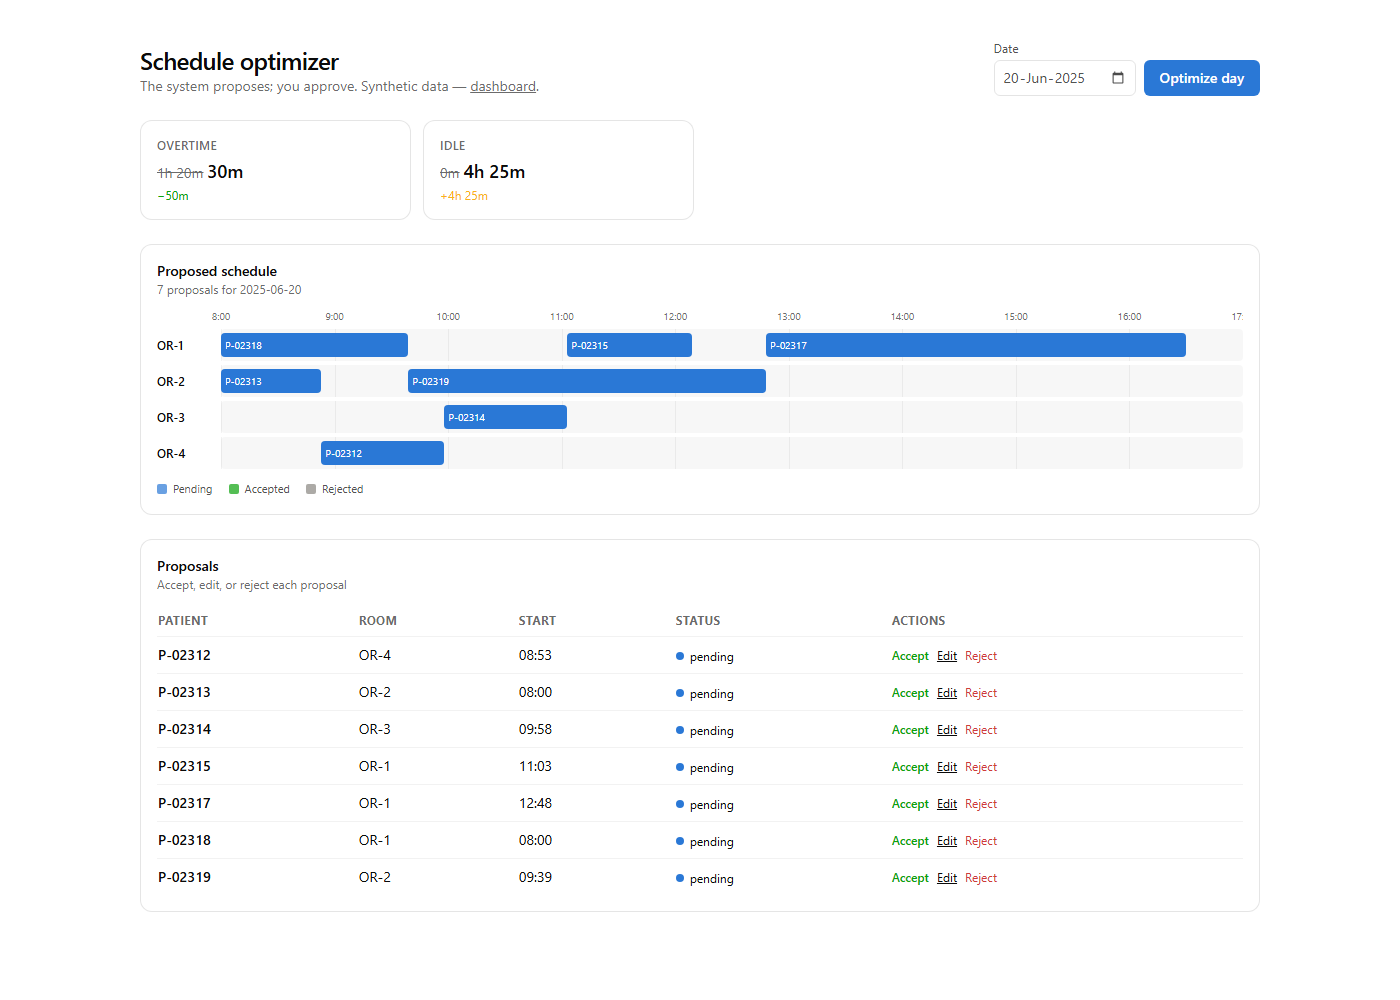 Schedule optimizer
The system proposes; you approve. Synthetic data — dashboard.
Date
20-Jun-2025
Optimize day
OVERTIME
1h 20m 30m
−50m
IDLE
0m 4h 25m
+4h 25m
Proposed schedule
7 proposals for 2025-06-20
8:00 9:00 10:00 11:00 12:00 13:00 14:00 15:00 16:00 17:
OR-1 P-02318 P-02315 P-02317
OR-2 P-02313 P-02319
OR-3 P-02314
OR-4 P-02312
Pending Accepted Rejected
Proposals
Accept, edit, or reject each proposal
PATIENT ROOM START STATUS ACTIONS
P-02312 OR-4 08:53 pending Accept Edit Reject
P-02313 OR-2 08:00 pending Accept Edit Reject
P-02314 OR-3 09:58 pending Accept Edit Reject
P-02315 OR-1 11:03 pending Accept Edit Reject
P-02317 OR-1 12:48 pending Accept Edit Reject
P-02318 OR-1 08:00 pending Accept Edit Reject
P-02319 OR-2 09:39 pending Accept Edit Reject